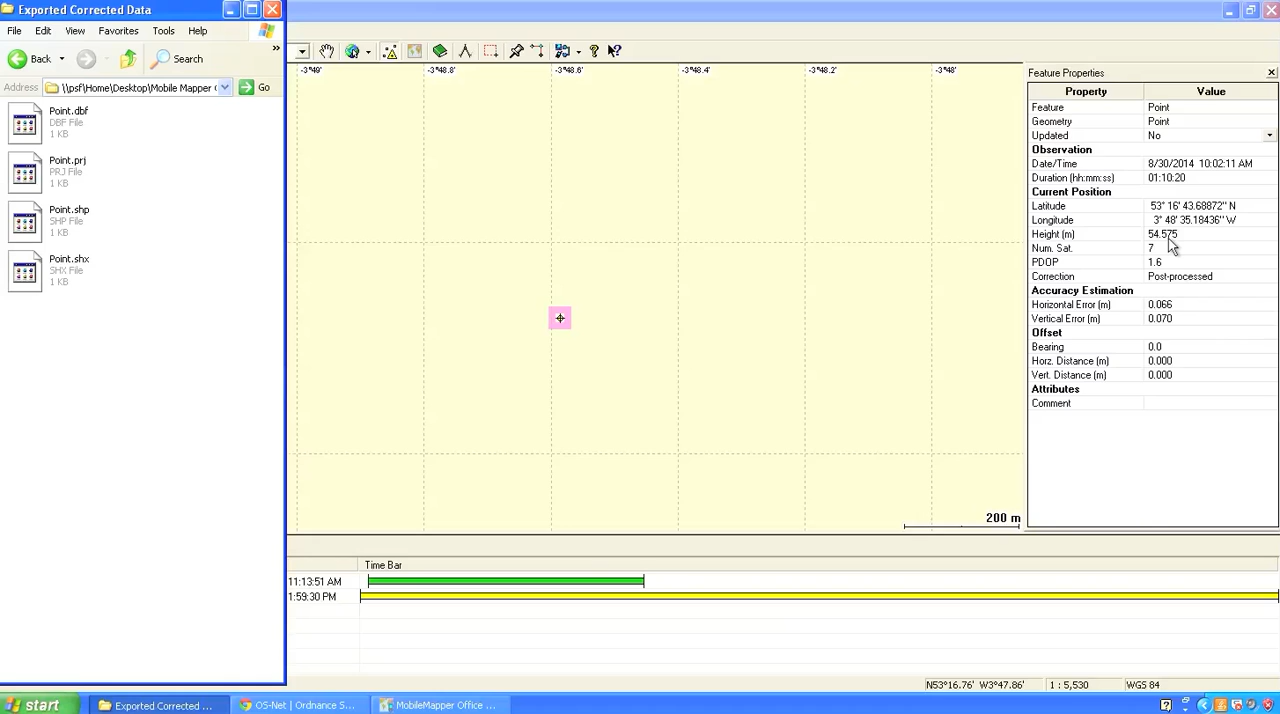 Exported Corrected Data
File Edit View Favorites Tools Help
Back Search
Address \\psf\Home\Desktop\Mobile Mapper Go
Point.dbf
DBF File
1 KB
Point.prj
PRJ File
1 KB
Point.shp
SHP File
1 KB
Point.shx
SHX File
1 KB
-3°49' -3°48.8' -3°48.6' -3°48.4' -3°48.2' -3°48'
200 m
Feature Properties
Property Value
Feature Point
Geometry Point
Updated No
Observation
Date/Time 8/30/2014 10:02:11 AM
Duration (hh:mm:ss) 01:10:20
Current Position
Latitude 53° 16' 43.68872" N
Longitude 3° 48' 35.18436" W
Height (m) 54.575
Num. Sat. 7
PDOP 1.6
Correction Post-processed
Accuracy Estimation
Horizontal Error (m) 0.066
Vertical Error (m) 0.070
Offset
Bearing 0.0
Horz. Distance (m) 0.000
Vert. Distance (m) 0.000
Attributes
Comment
Time Bar
11:13:51 AM
1:59:30 PM
N53°16.76' W3°47.86' 1 : 5,530 WGS 84
start Exported Corrected ... OS-Net | Ordnance S... MobileMapper Office ...